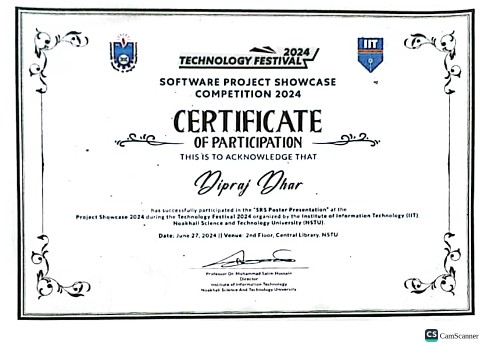 TECHNOLOGY FESTIVAL 2024
IIT
SOFTWARE PROJECT SHOWCASE
COMPETITION 2024
CERTIFICATE
OF PARTICIPATION
THIS IS TO ACKNOWLEDGE THAT
Dipraj Dhar
has successfully participated in the "SRS Poster Presentation" at the
Project Showcase 2024 during the Technology Festival 2024 organized by the Institute of Information Technology (IIT),
Noakhali Science and Technology University (NSTU).
Date: June 27, 2024 || Venue: 2nd Floor, Central Library, NSTU
Professor Dr. Mohammad Salim Hossain
Director
Institute of Information Technology
Noakhali Science And Technology University
CS CamScanner